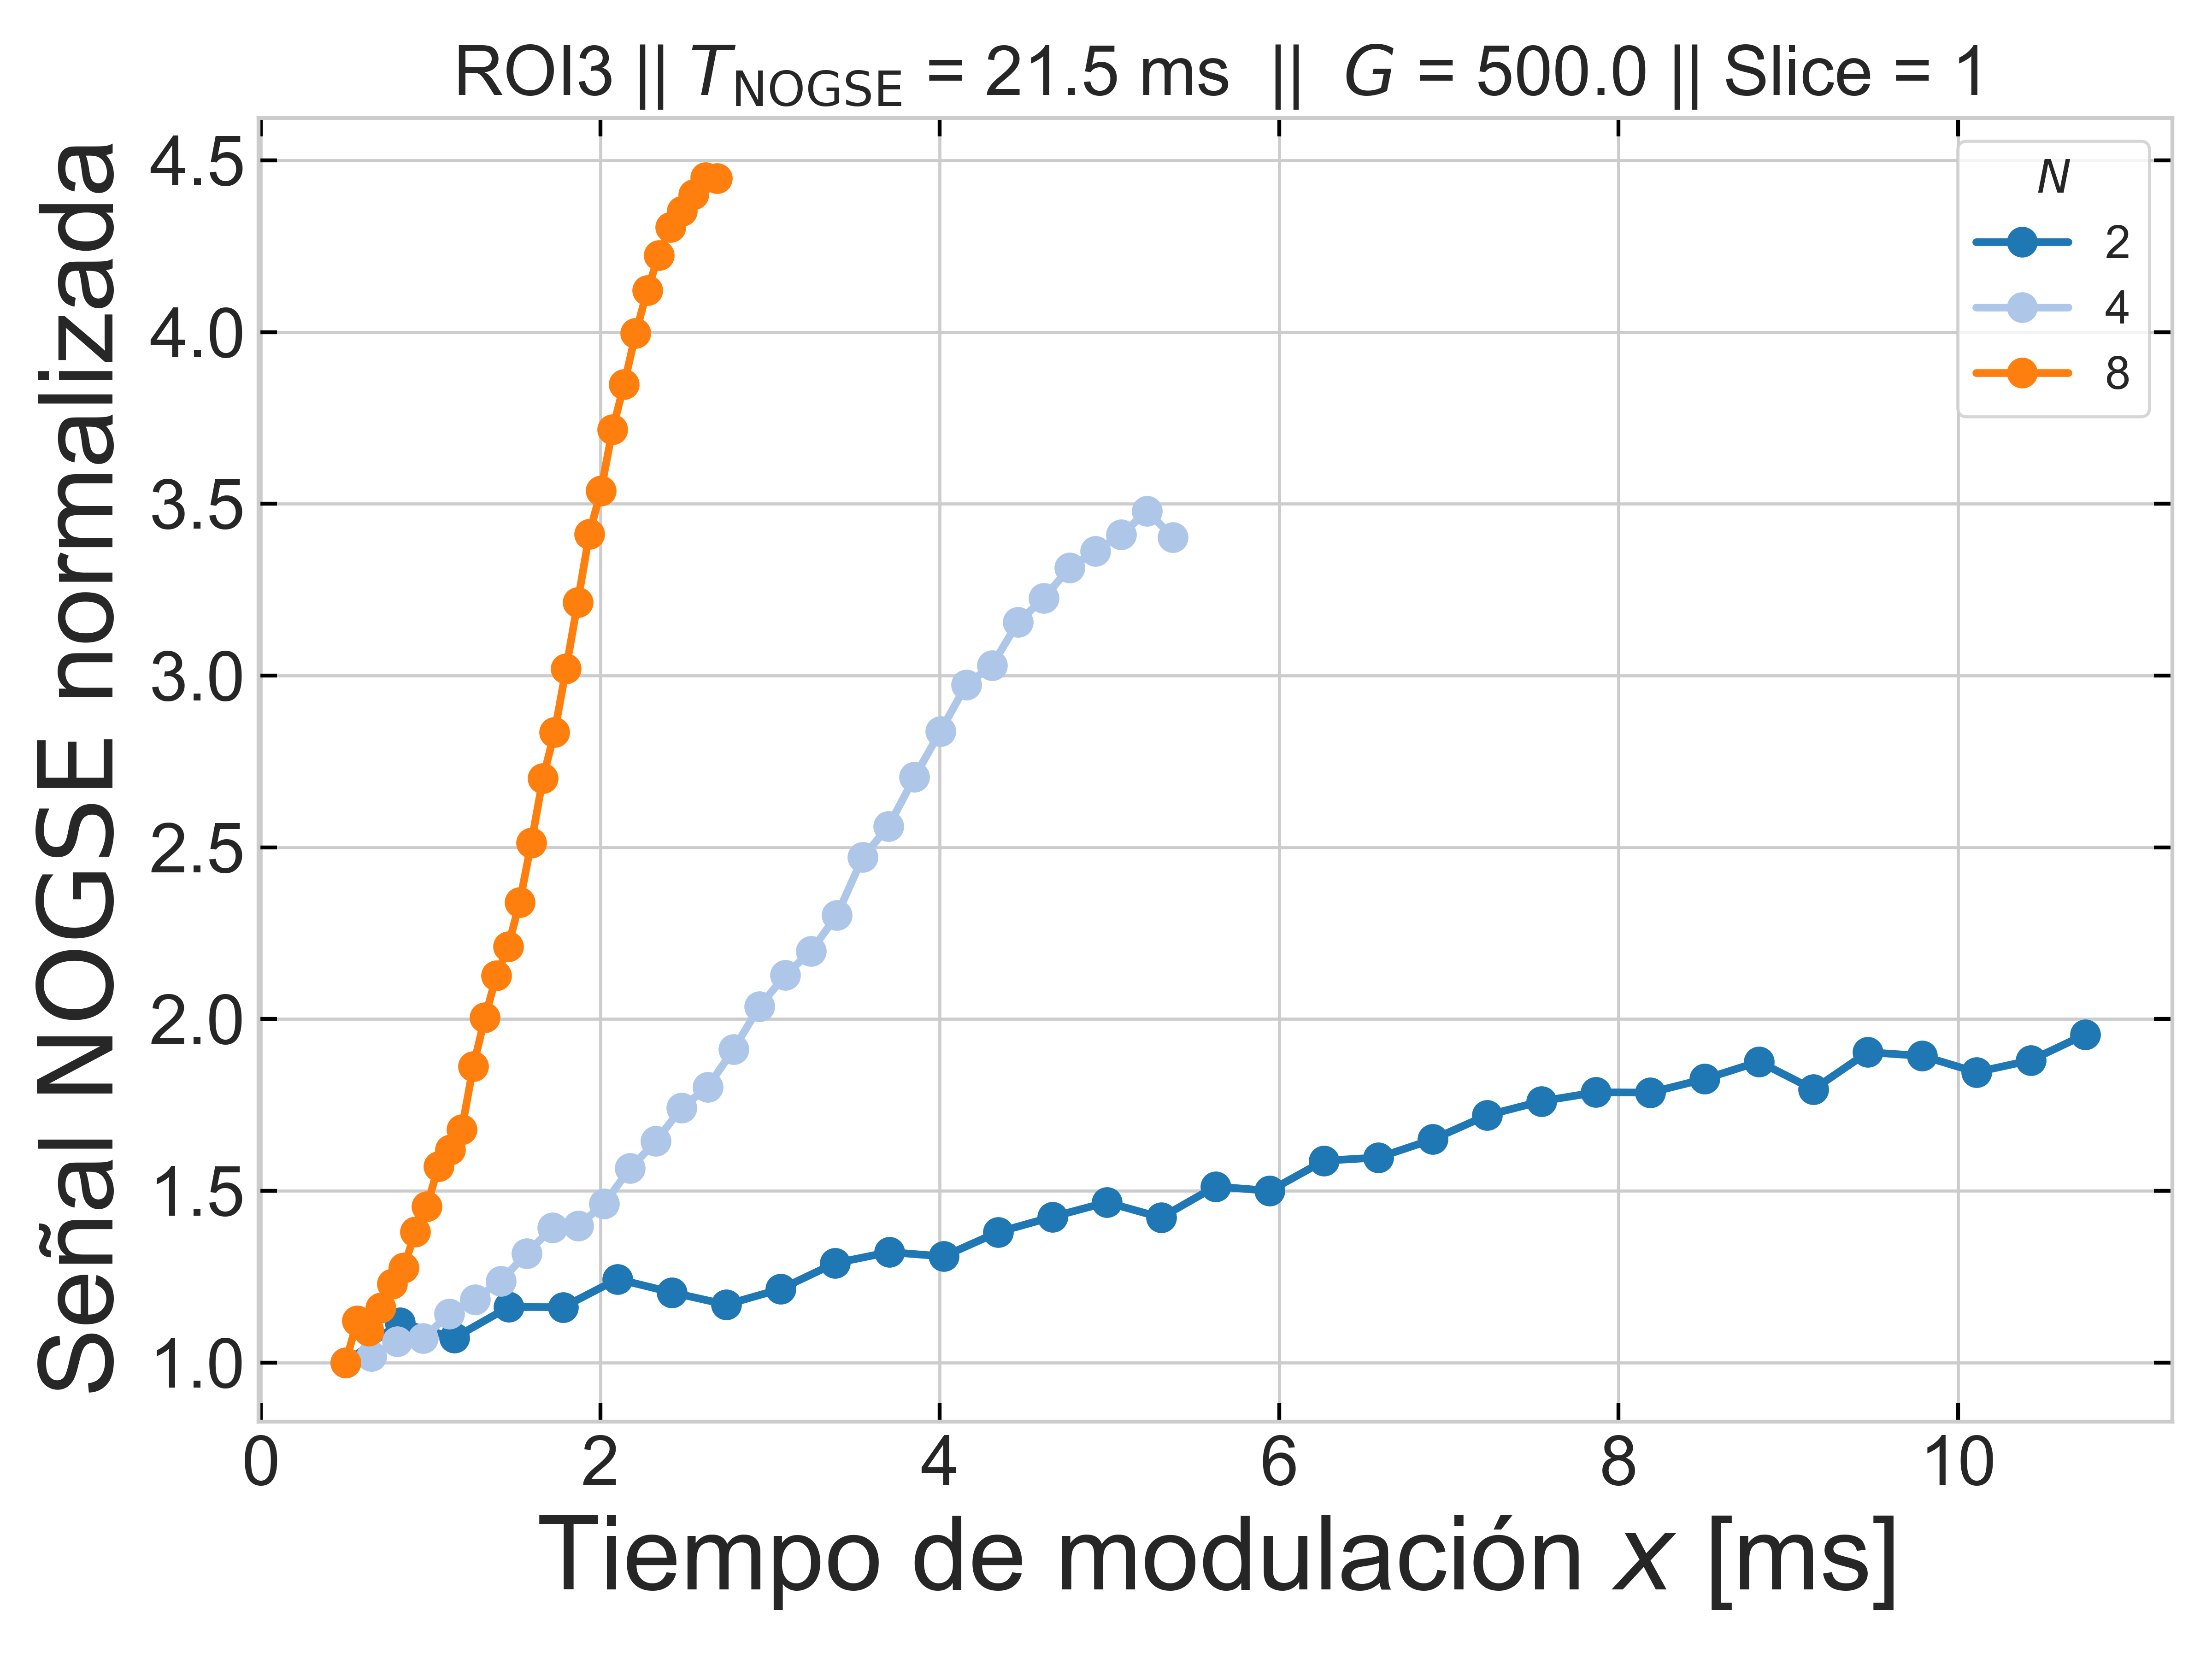 ROI3 || T_NOGSE = 21.5 ms || G = 500.0 || Slice = 1
Señal NOGSE normalizada
4.5
4.0
3.5
3.0
2.5
2.0
1.5
1.0
0 2 4 6 8 10
Tiempo de modulación x [ms]
N
2
4
8